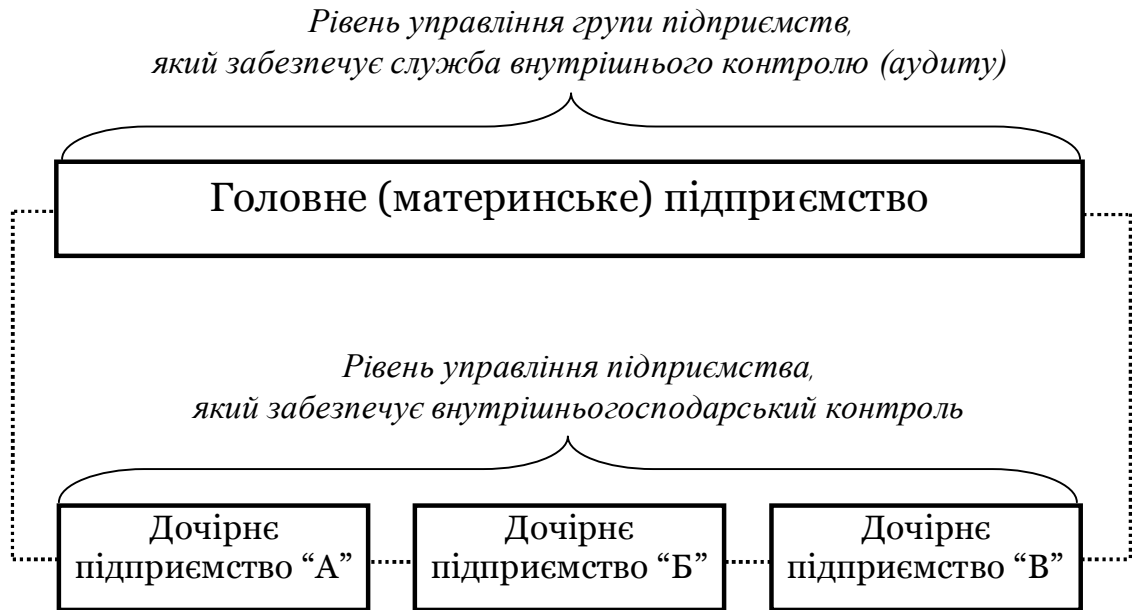 Рівень управління групи підприємств,
який забезпечує служба внутрішнього контролю (аудиту)
Головне (материнське) підприємство
Рівень управління підприємства,
який забезпечує внутрішньогосподарський контроль
Дочірнє
підприємство “А”
Дочірнє
підприємство “Б”
Дочірнє
підприємство “В”